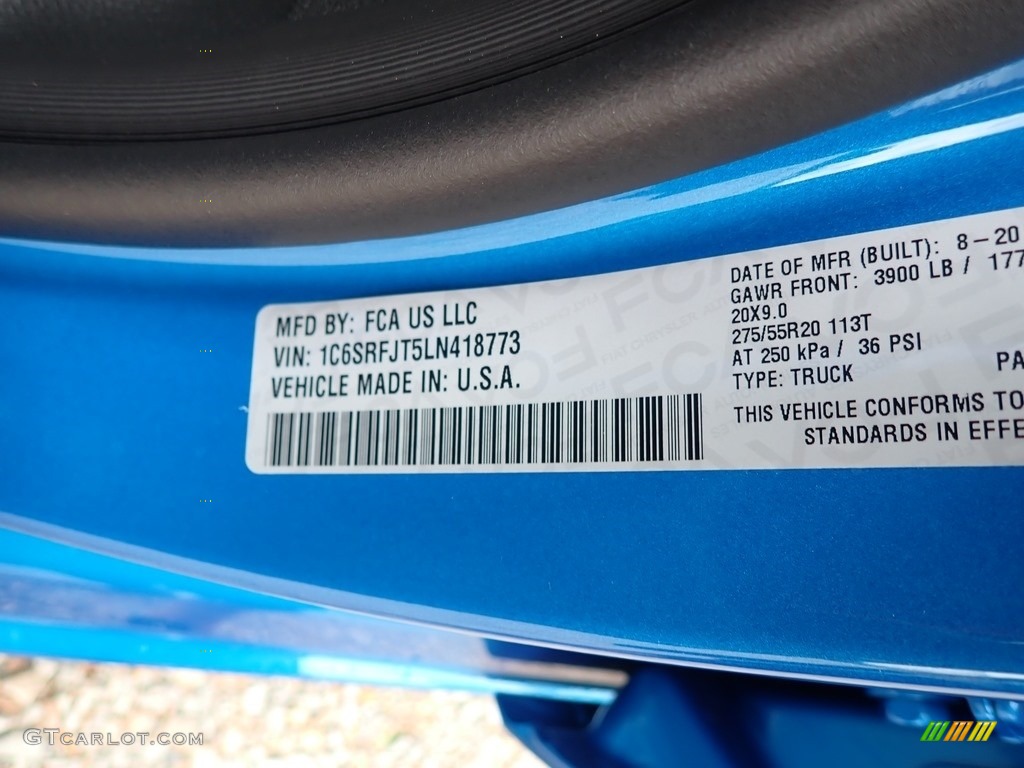 MFD BY: FCA US LLC
VIN: 1C6SRFJT5LN418773
VEHICLE MADE IN: U.S.A.
DATE OF MFR (BUILT): 8-20
GAWR FRONT: 3900 LB / 177
20X9.0
275/55R20 113T
AT 250 kPa / 36 PSI
TYPE: TRUCK
PA
THIS VEHICLE CONFORMS TO
STANDARDS IN EFFE
GTCARLOT.COM